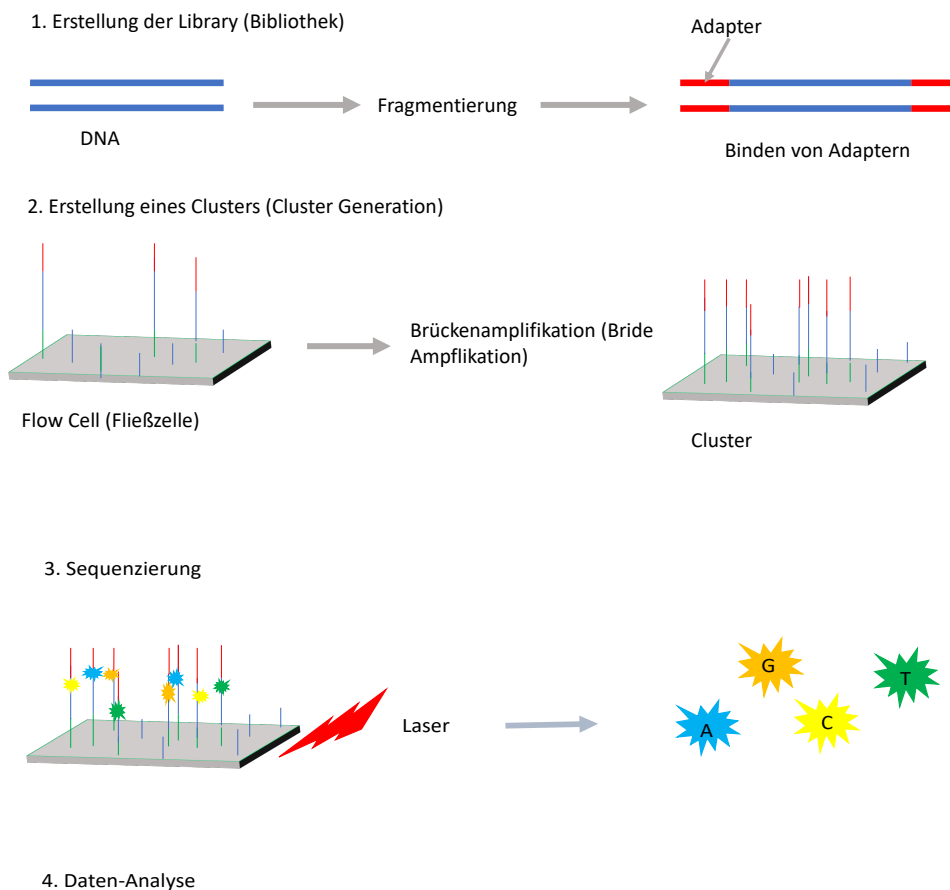 1. Erstellung der Library (Bibliothek)
Adapter
Fragmentierung
DNA
Binden von Adaptern
2. Erstellung eines Clusters (Cluster Generation)
Brückenamplifikation (Bride
Ampflikation)
Flow Cell (Fließzelle)
Cluster
3. Sequenzierung
G
T
A
C
Laser
4. Daten-Analyse